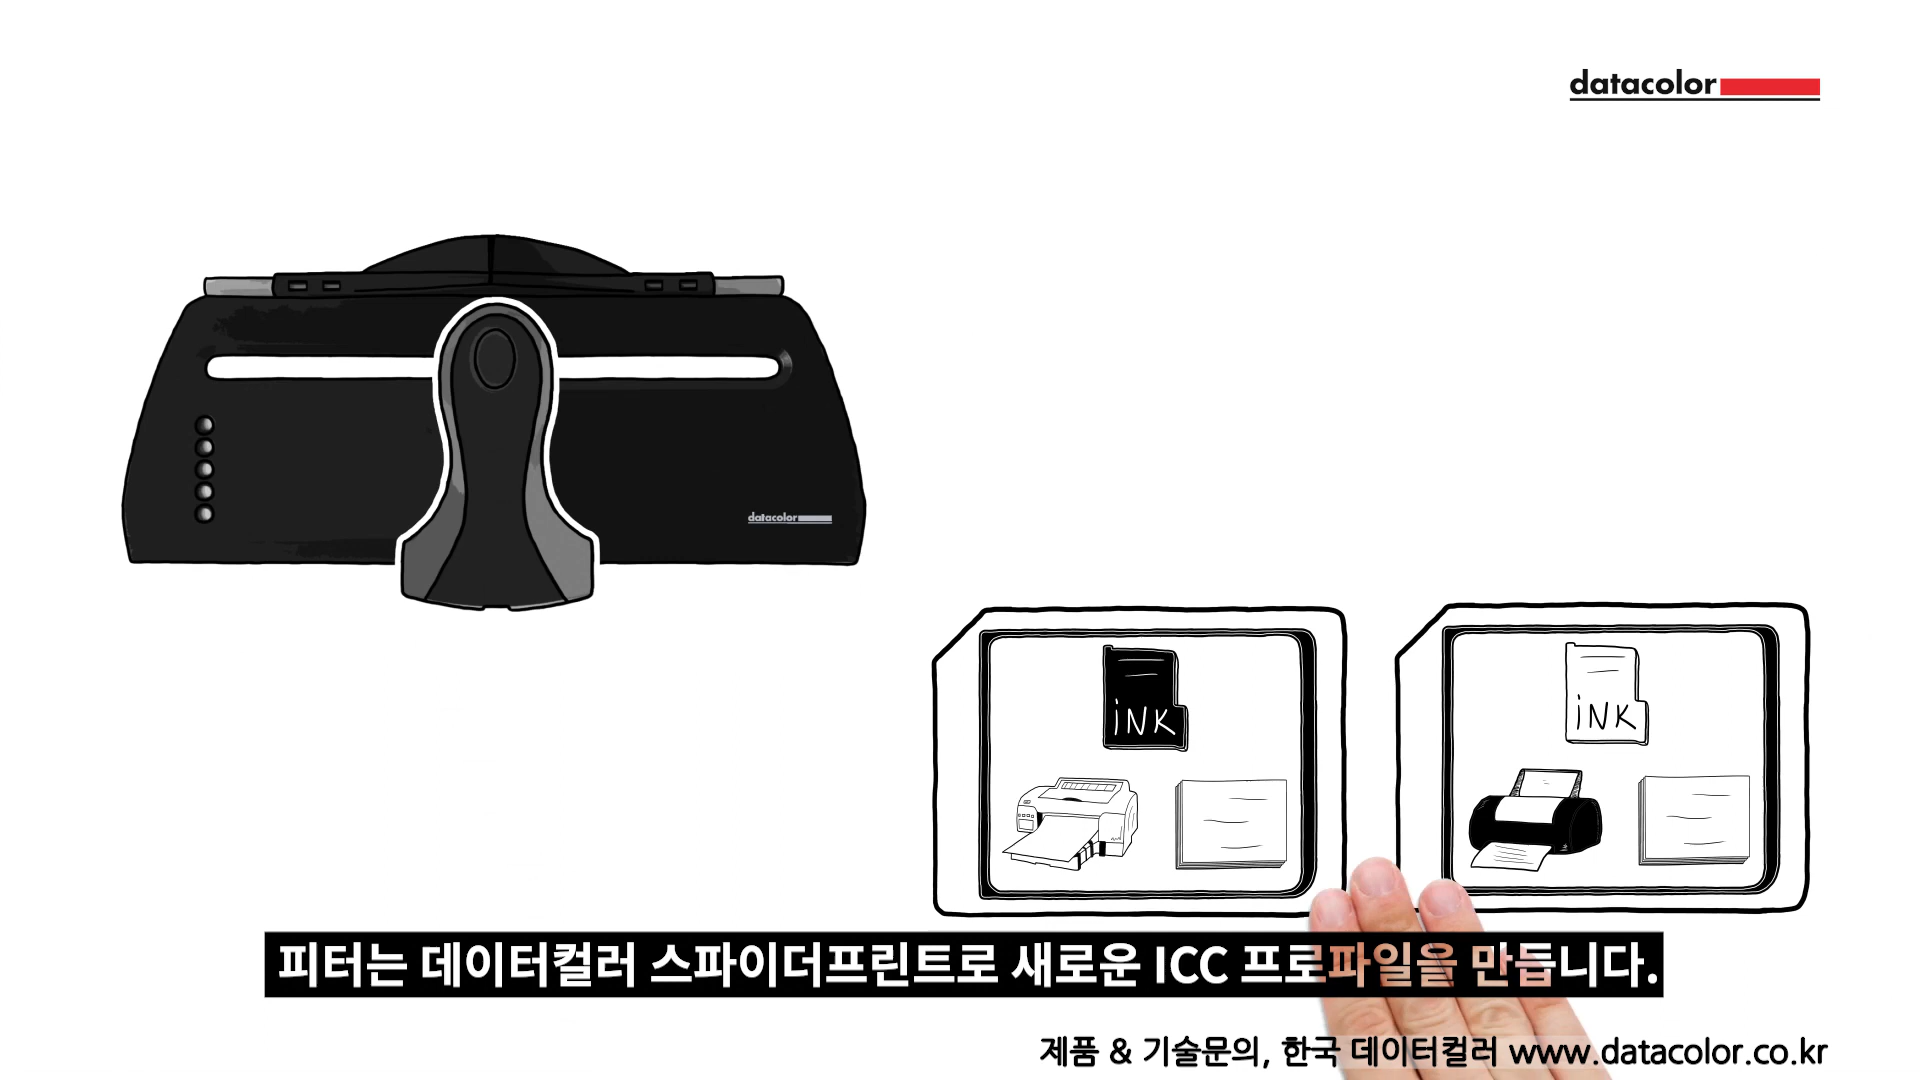 datacolor
datacolor
iNK
iNK
피터는 데이터컬러 스파이더프린트로 새로운 ICC 프로파일을 만듭니다.
제품 & 기술문의, 한국 데이터컬러 www.datacolor.co.kr